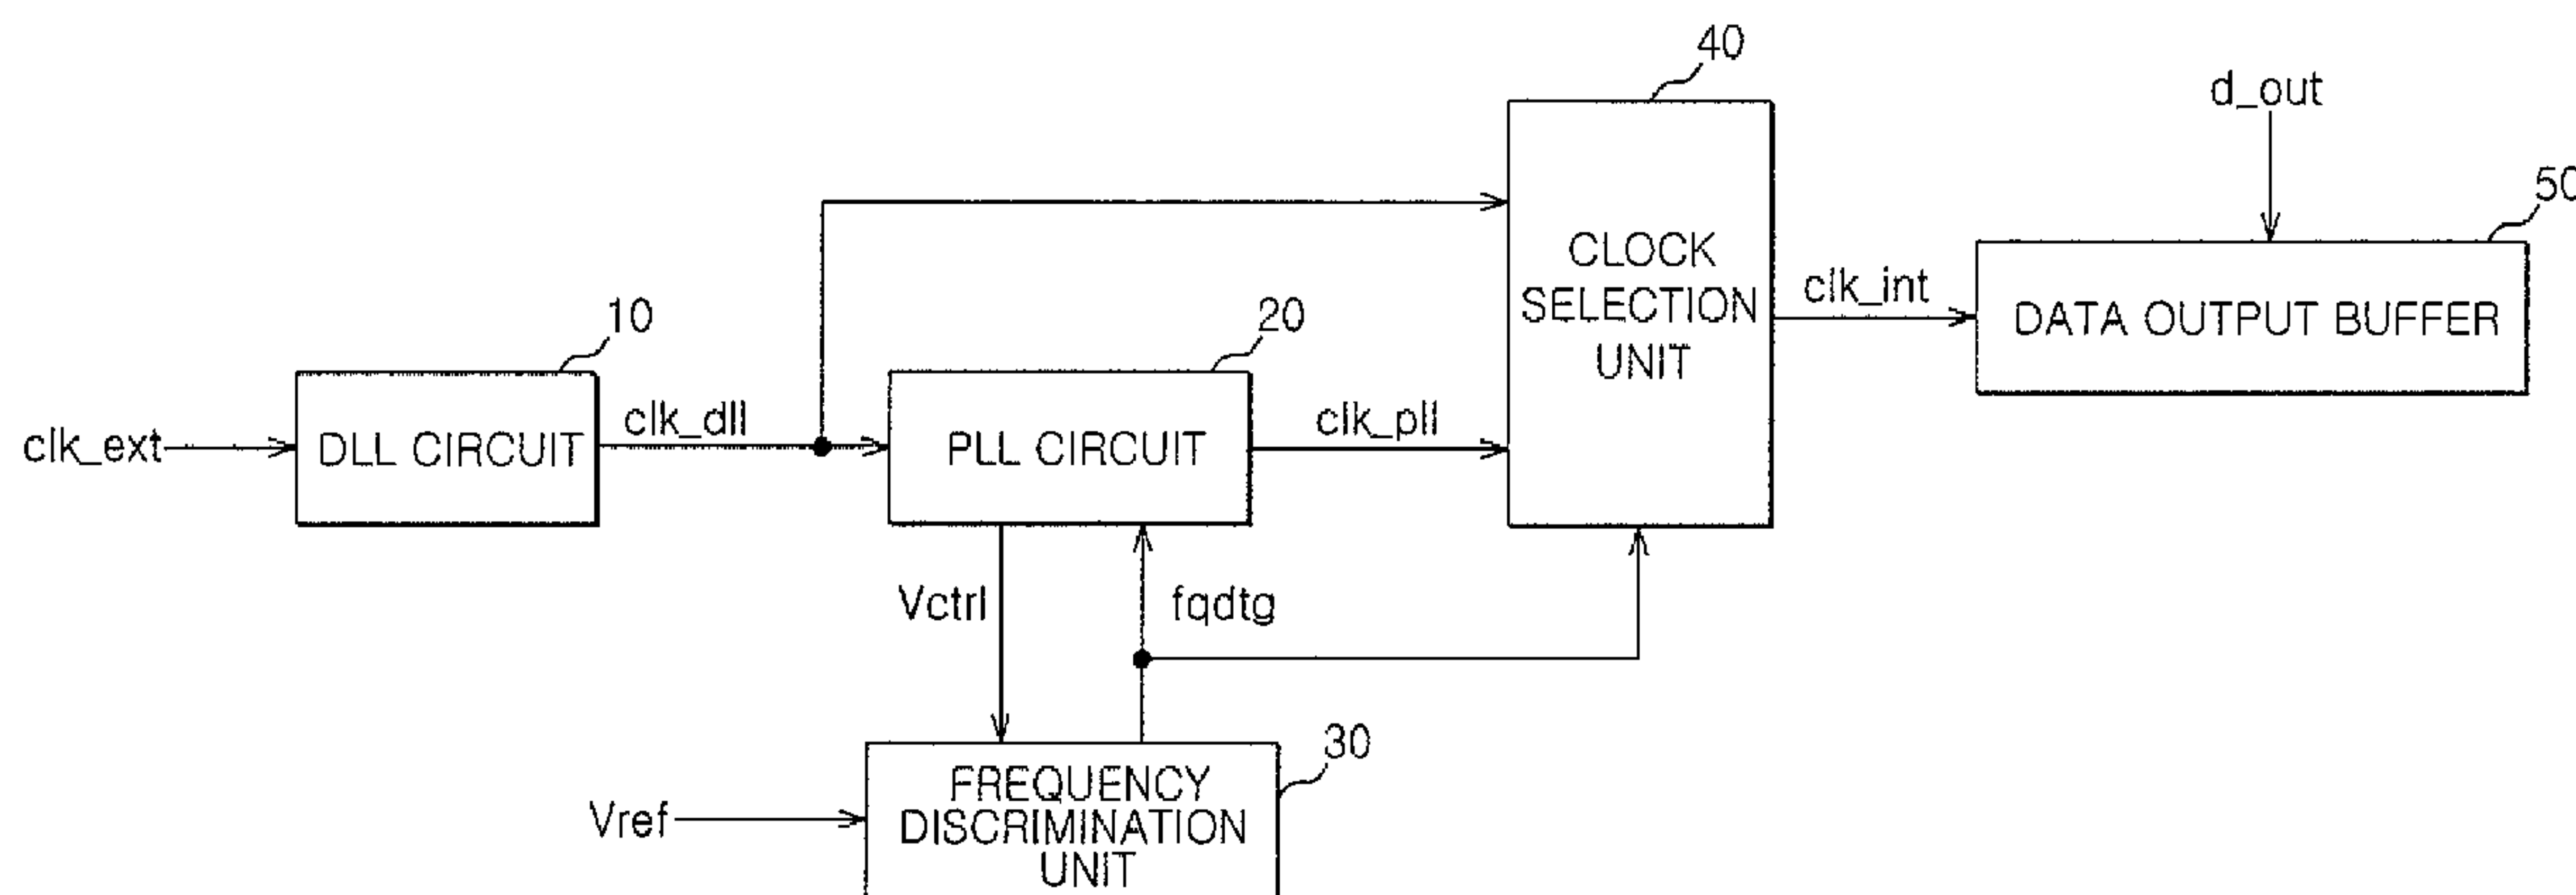 40
d_out
50
CLOCK
SELECTION
UNIT
clk_int
DATA OUTPUT BUFFER
10
20
clk_ext
DLL CIRCUIT
clk_dll
PLL CIRCUIT
clk_pll
Vctrl
fqdtg
30
Vref
FREQUENCY
DISCRIMINATION
UNIT